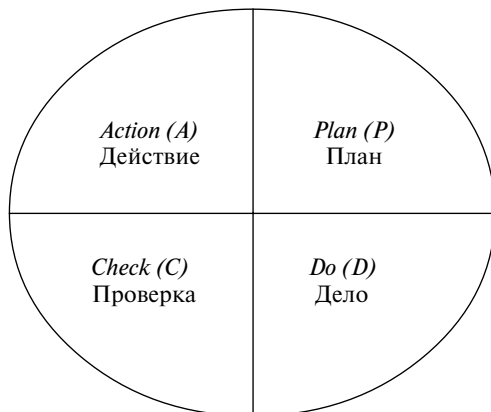 Action (A)
Действие
Plan (P)
План
Check (C)
Проверка
Do (D)
Дело